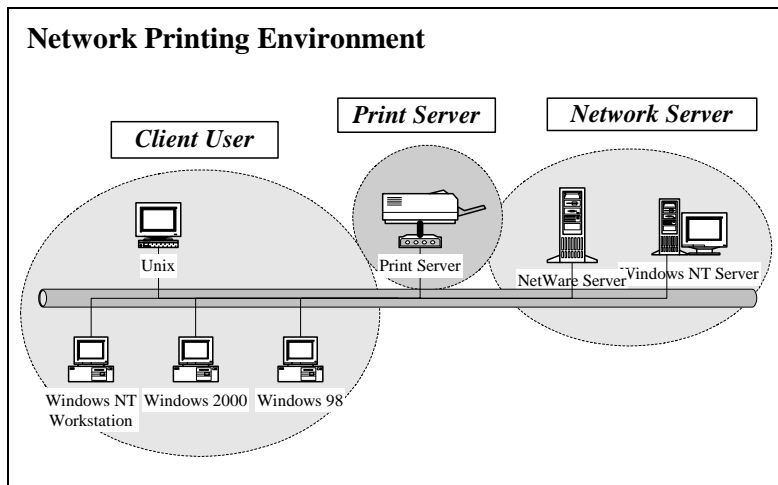 Network Printing Environment
Client User
Print Server
Network Server
Unix
Print Server
NetWare Server
Windows NT Server
Windows NT
Workstation
Windows 2000
Windows 98